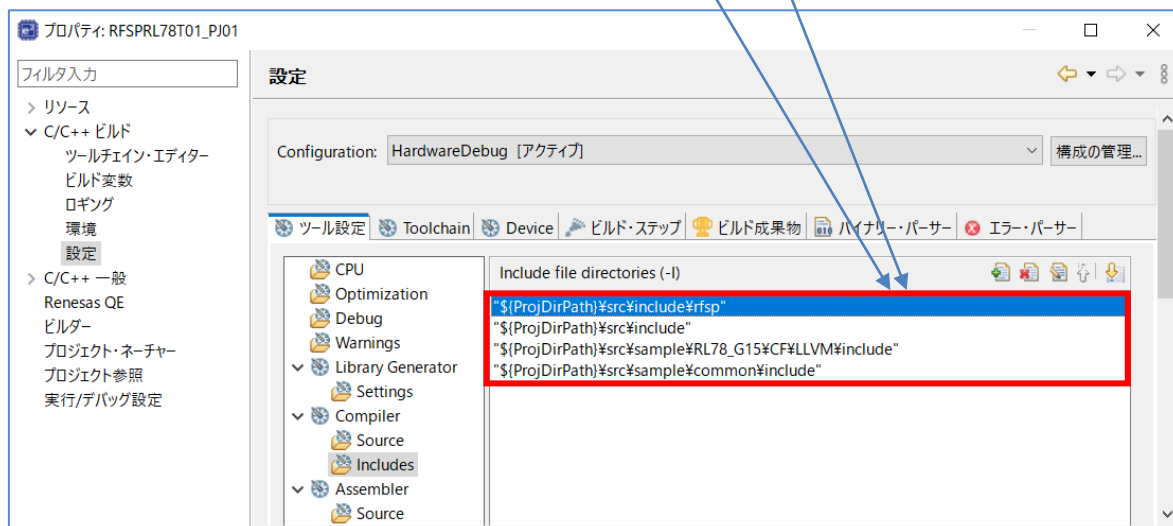 プロパティ: RFSPRL78T01_PJ01
フィルタ入力
設定
リソース
C/C++ ビルド
ツールチェイン・エディター
ビルド変数
ロギング
環境
設定
C/C++ 一般
Renesas QE
ビルダー
プロジェクト・ネーチャー
プロジェクト参照
実行/デバッグ設定
Configuration: HardwareDebug [アクティブ]
構成の管理...
ツール設定 Toolchain Device ビルド・ステップ ビルド成果物 バイナリー・パーサー エラー・パーサー
CPU
Optimization
Debug
Warnings
Library Generator
Settings
Compiler
Source
Includes
Assembler
Source
Include file directories (-I)
"${ProjDirPath}¥src¥include¥rfsp"
"${ProjDirPath}¥src¥include"
"${ProjDirPath}¥src¥sample¥RL78_G15¥CF¥LLVM¥include"
"${ProjDirPath}¥src¥sample¥common¥include"